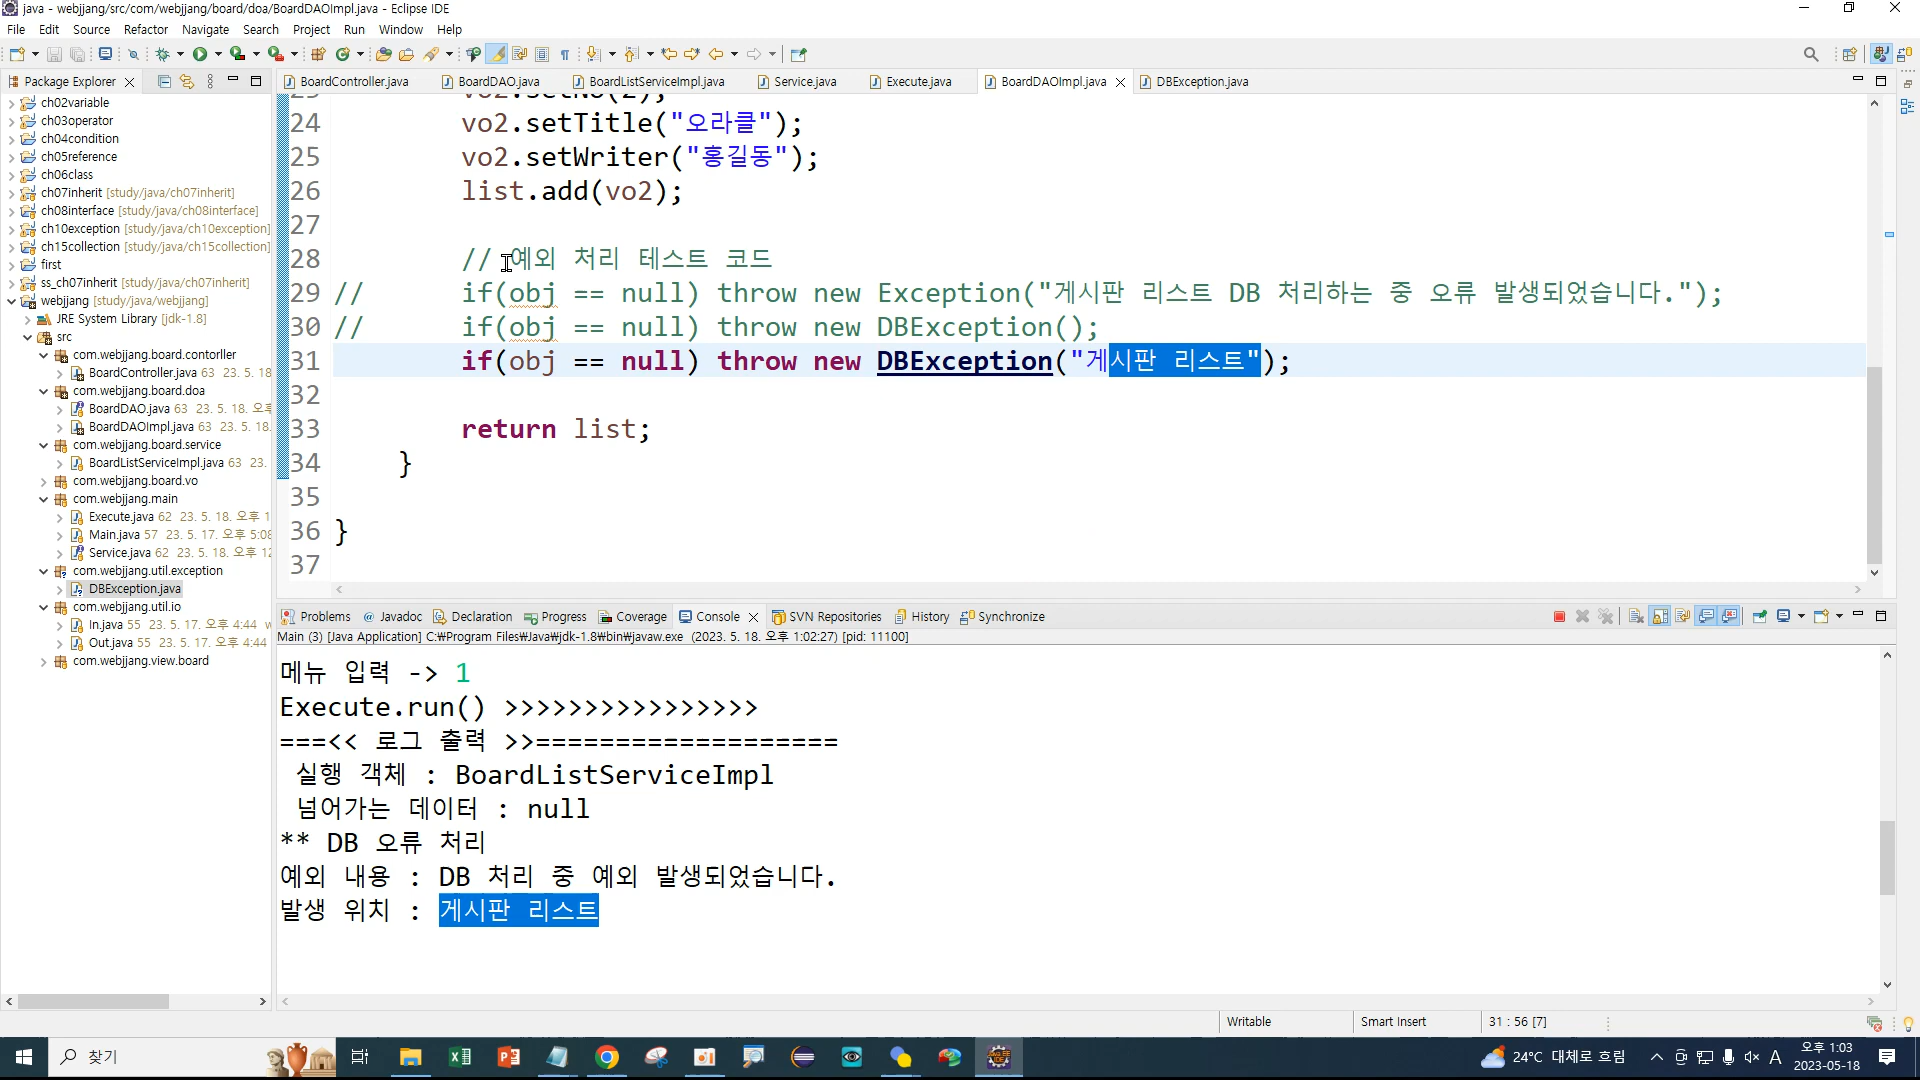 java - webjjang/src/com/webjjang/board/doa/BoardDAOImpl.java - Eclipse IDE
File Edit Source Refactor Navigate Search Project Run Window Help
Package Explorer
BoardController.java BoardDAO.java BoardListServiceImpl.java Service.java Execute.java BoardDAOImpl.java DBException.java
ch02variable
ch03operator
ch04condition
ch05reference
ch06class
ch07inherit [study/java/ch07inherit]
ch08interface [study/java/ch08interface]
ch10exception [study/java/ch10exception]
ch15collection [study/java/ch15collection]
first
ss_ch07inherit [study/java/ch07inherit]
webjjang [study/java/webjjang]
JRE System Library [jdk-1.8]
src
com.webjjang.board.contorller
BoardController.java 63 23. 5. 18
com.webjjang.board.doa
BoardDAO.java 63 23. 5. 18. 오후
BoardDAOImpl.java 63 23. 5. 18.
com.webjjang.board.service
BoardListServiceImpl.java 63 23.
com.webjjang.board.vo
com.webjjang.main
Execute.java 62 23. 5. 18. 오후 1
Main.java 57 23. 5. 17. 오후 5:08
Service.java 62 23. 5. 18. 오후 12
com.webjjang.util.exception
DBException.java
com.webjjang.util.io
In.java 55 23. 5. 17. 오후 4:44 w
Out.java 55 23. 5. 17. 오후 4:44
com.webjjang.view.board
23 vo2.setNo(2);
24 vo2.setTitle("오라클");
25 vo2.setWriter("홍길동");
26 list.add(vo2);
27
28 // 예외 처리 테스트 코드
29 // if(obj == null) throw new Exception("게시판 리스트 DB 처리하는 중 오류 발생되었습니다.");
30 // if(obj == null) throw new DBException();
31 if(obj == null) throw new DBException("게시판 리스트");
32
33 return list;
34 }
35
36 }
37
Problems Javadoc Declaration Progress Coverage Console SVN Repositories History Synchronize
Main (3) [Java Application] C:₩Program Files₩Java₩jdk-1.8₩bin₩javaw.exe (2023. 5. 18. 오후 1:02:27) [pid: 11100]
메뉴 입력 -> 1
Execute.run() >>>>>>>>>>>>>>>>
===<< 로그 출력 >>===================
실행 객체 : BoardListServiceImpl
넘어가는 데이터 : null
** DB 오류 처리
예외 내용 : DB 처리 중 예외 발생되었습니다.
발생 위치 : 게시판 리스트
Writable Smart Insert 31 : 56 [7]
찾기
24°C 대체로 흐림
A
오후 1:03
2023-05-18